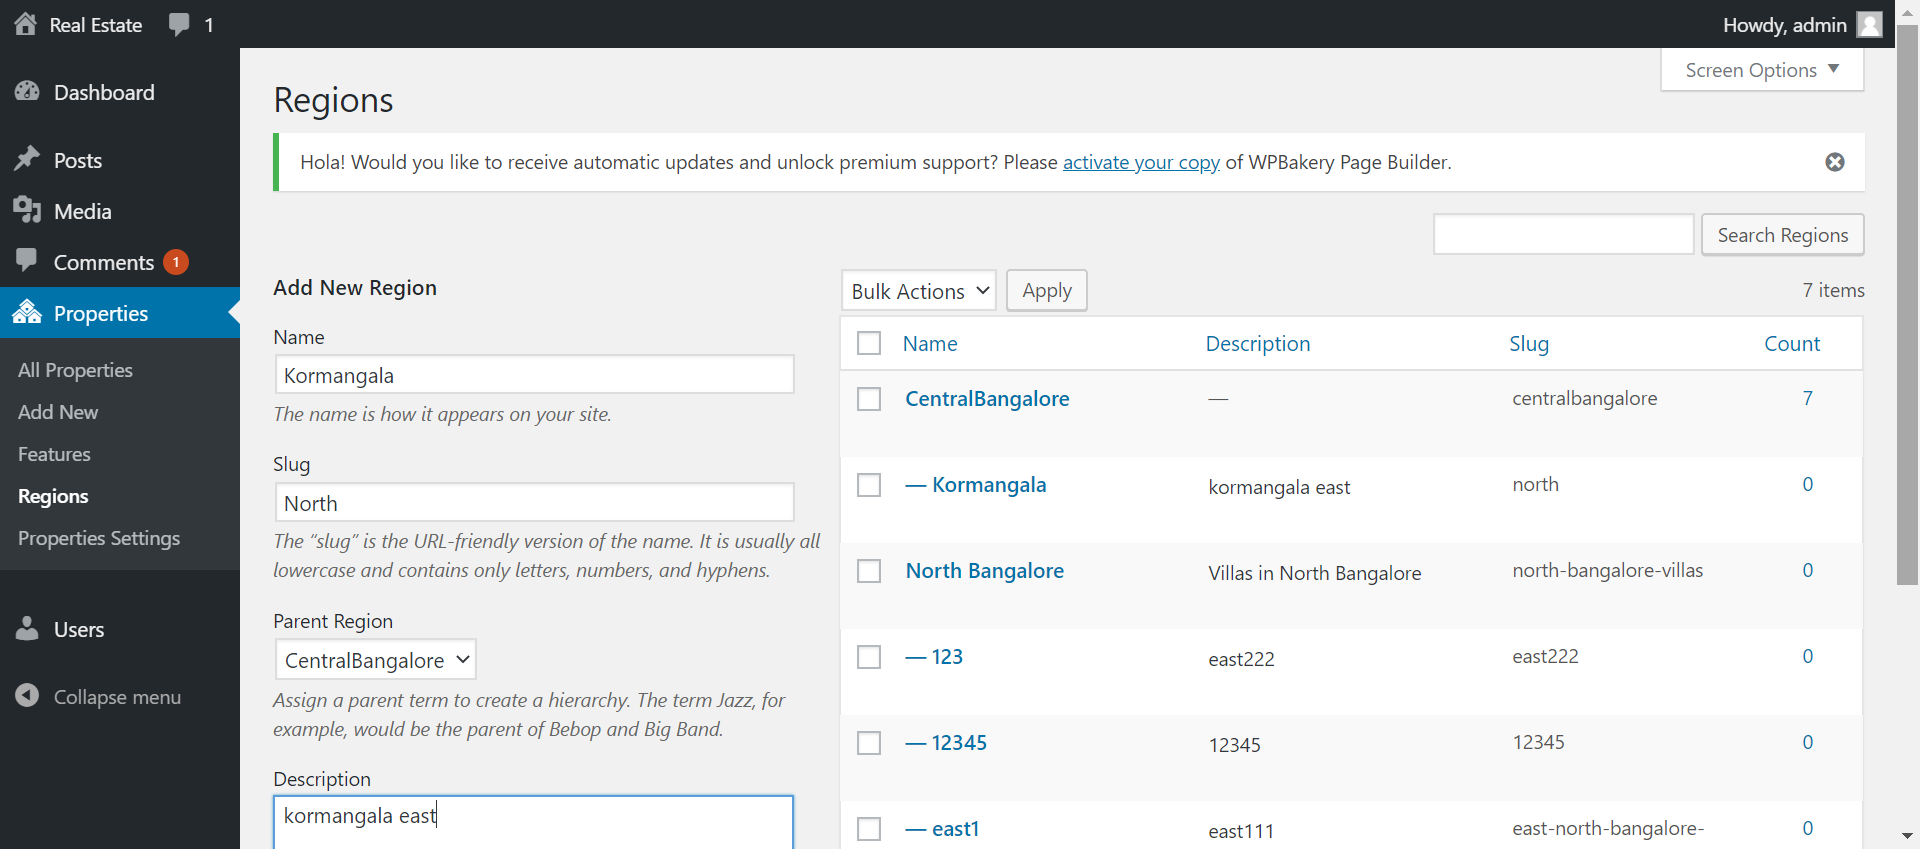 Real Estate 1 Howdy, admin
Screen Options
Dashboard
Posts
Media
Comments 1
Properties
All Properties
Add New
Features
Regions
Properties Settings
Users
Collapse menu
Regions
Hola! Would you like to receive automatic updates and unlock premium support? Please activate your copy of WPBakery Page Builder.
Search Regions
Add New Region
Name
Kormangala
The name is how it appears on your site.
Slug
North
The “slug” is the URL-friendly version of the name. It is usually all
lowercase and contains only letters, numbers, and hyphens.
Parent Region
CentralBangalore
Assign a parent term to create a hierarchy. The term Jazz, for
example, would be the parent of Bebop and Big Band.
Description
kormangala east
Bulk Actions Apply 7 items
Name Description Slug Count
CentralBangalore — centralbangalore 7
— Kormangala kormangala east north 0
North Bangalore Villas in North Bangalore north-bangalore-villas 0
— 123 east222 east222 0
— 12345 12345 12345 0
— east1 east111 east-north-bangalore- 0